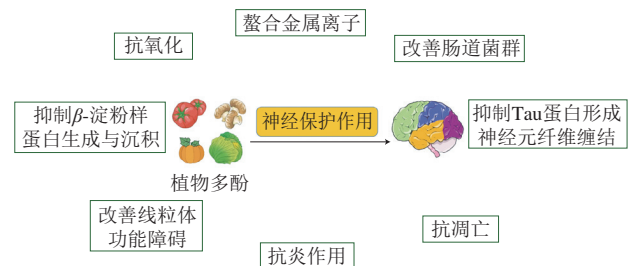 螯合金属离子
抗氧化
改善肠道菌群
抑制β-淀粉样
蛋白生成与沉积
神经保护作用
抑制Tau蛋白形成
神经元纤维缠结
植物多酚
改善线粒体
功能障碍
抗凋亡
抗炎作用